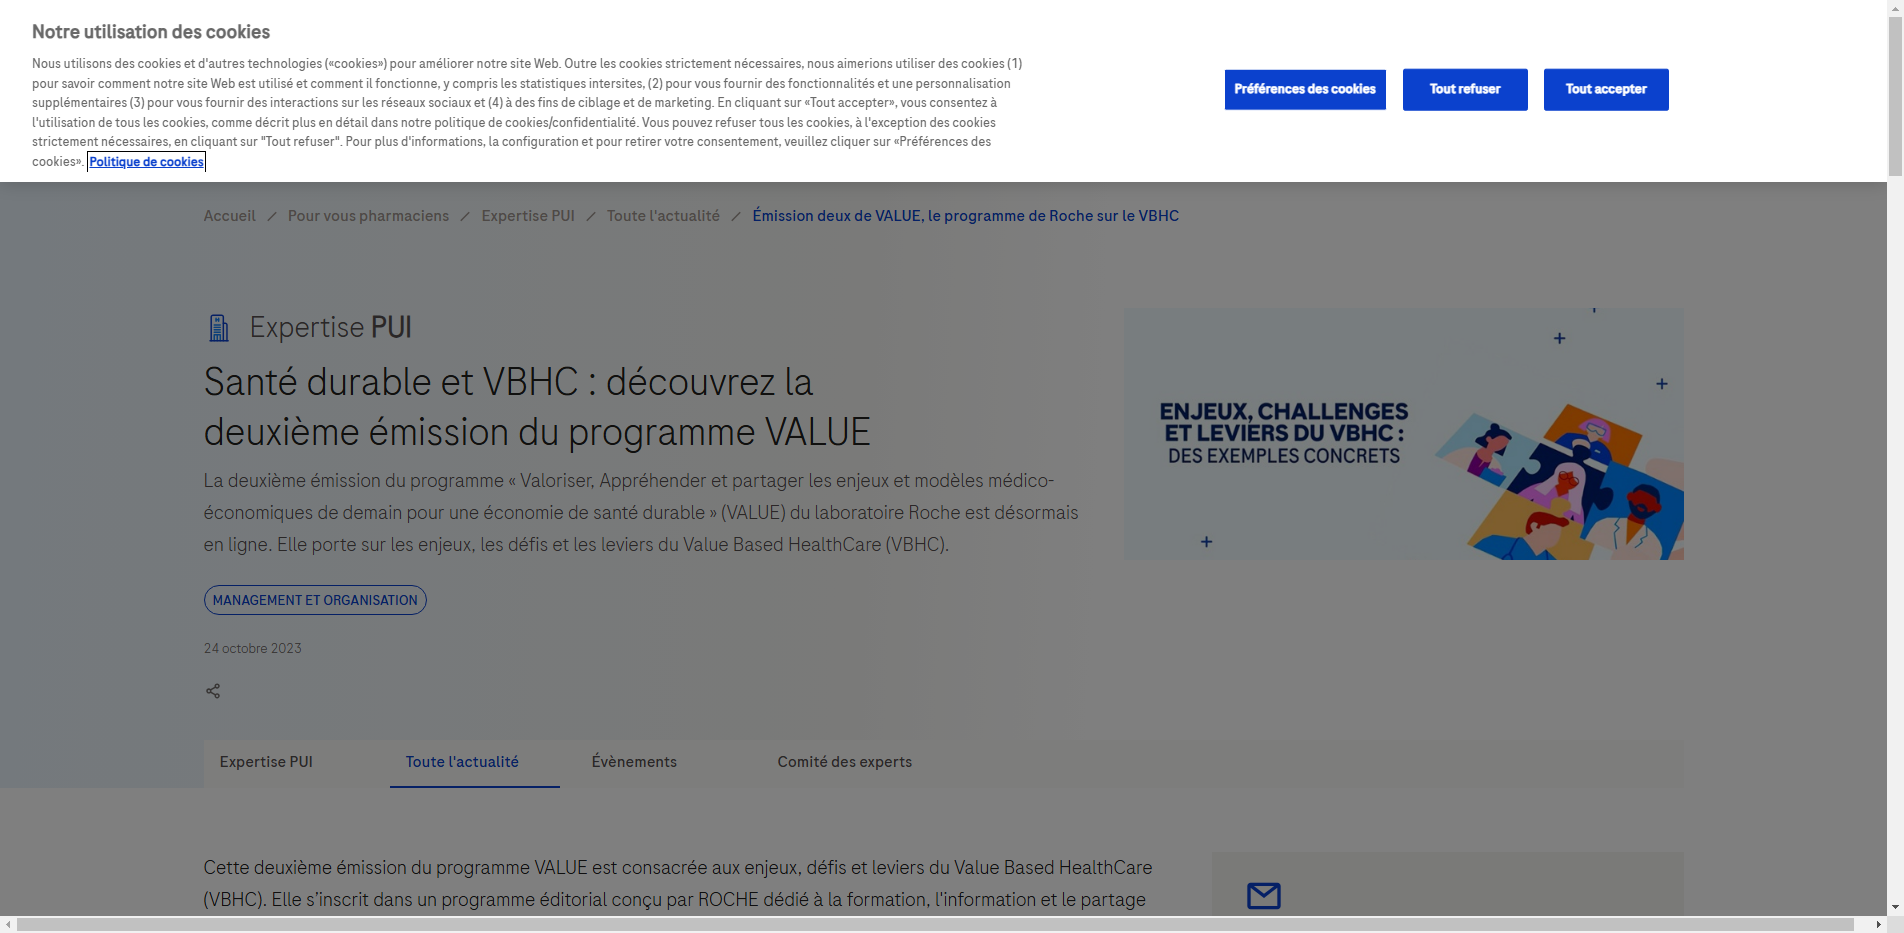 Notre utilisation des cookies
Nous utilisons des cookies et d'autres technologies («cookies») pour améliorer notre site Web. Outre les cookies strictement nécessaires, nous aimerions utiliser des cookies (1)
pour savoir comment notre site Web est utilisé et comment il fonctionne, y compris les statistiques intersites, (2) pour vous fournir des fonctionnalités et une personnalisation
supplémentaires (3) pour vous fournir des interactions sur les réseaux sociaux et (4) à des fins de ciblage et de marketing. En cliquant sur «Tout accepter», vous consentez à
l'utilisation de tous les cookies, comme décrit plus en détail dans notre politique de cookies/confidentialité. Vous pouvez refuser tous les cookies, à l'exception des cookies
strictement nécessaires, en cliquant sur "Tout refuser". Pour plus d'informations, la configuration et pour retirer votre consentement, veuillez cliquer sur «Préférences des
cookies». Politique de cookies
Préférences des cookies
Tout refuser
Tout accepter
Accueil / Pour vous pharmaciens / Expertise PUI / Toute l'actualité / Émission deux de VALUE, le programme de Roche sur le VBHC
Expertise PUI
Santé durable et VBHC : découvrez la
deuxième émission du programme VALUE
La deuxième émission du programme « Valoriser, Appréhender et partager les enjeux et modèles médico-
économiques de demain pour une économie de santé durable » (VALUE) du laboratoire Roche est désormais
en ligne. Elle porte sur les enjeux, les défis et les leviers du Value Based HealthCare (VBHC).
MANAGEMENT ET ORGANISATION
24 octobre 2023
ENJEUX, CHALLENGES
ET LEVIERS DU VBHC :
DES EXEMPLES CONCRETS
Expertise PUI
Toute l'actualité
Évènements
Comité des experts
Cette deuxième émission du programme VALUE est consacrée aux enjeux, défis et leviers du Value Based HealthCare
(VBHC). Elle s'inscrit dans un programme éditorial conçu par ROCHE dédié à la formation, l'information et le partage